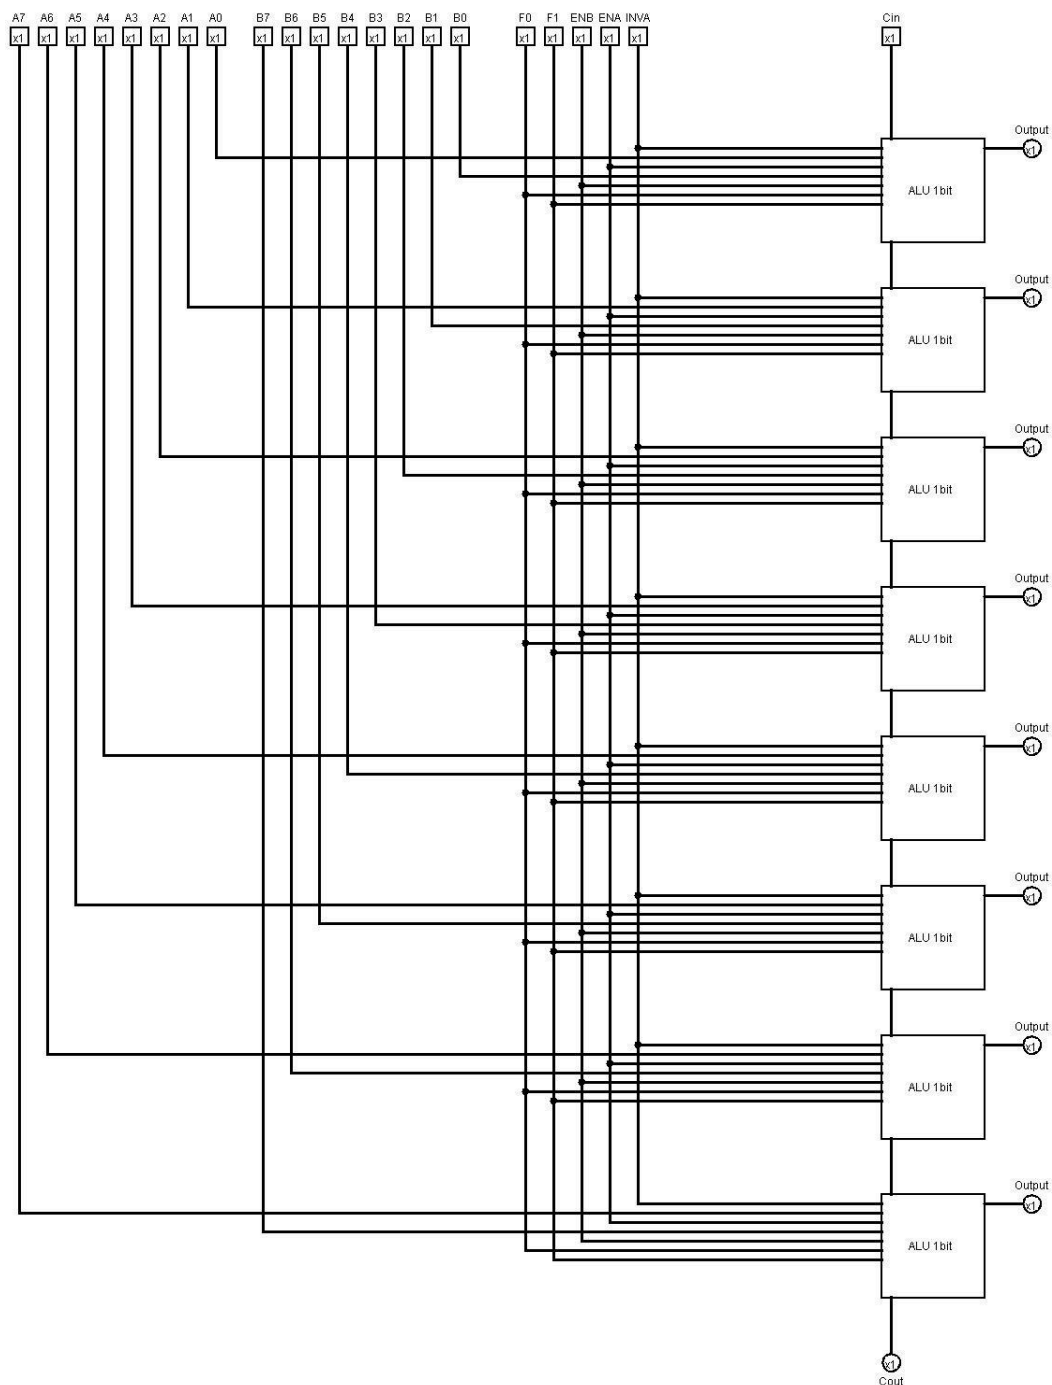 A7 A6 A5 A4 A3 A2 A1 A0 B7 B6 B5 B4 B3 B2 B1 B0 F0 F1 ENB ENA INVA Cin
x1 x1 x1 x1 x1 x1 x1 x1 x1 x1 x1 x1 x1 x1 x1 x1 x1 x1 x1 x1 x1 x1
Output
x1
ALU 1bit
Output
x1
ALU 1bit
Output
x1
ALU 1bit
Output
x1
ALU 1bit
Output
x1
ALU 1bit
Output
x1
ALU 1bit
Output
x1
ALU 1bit
Output
x1
ALU 1bit
x1
Cout